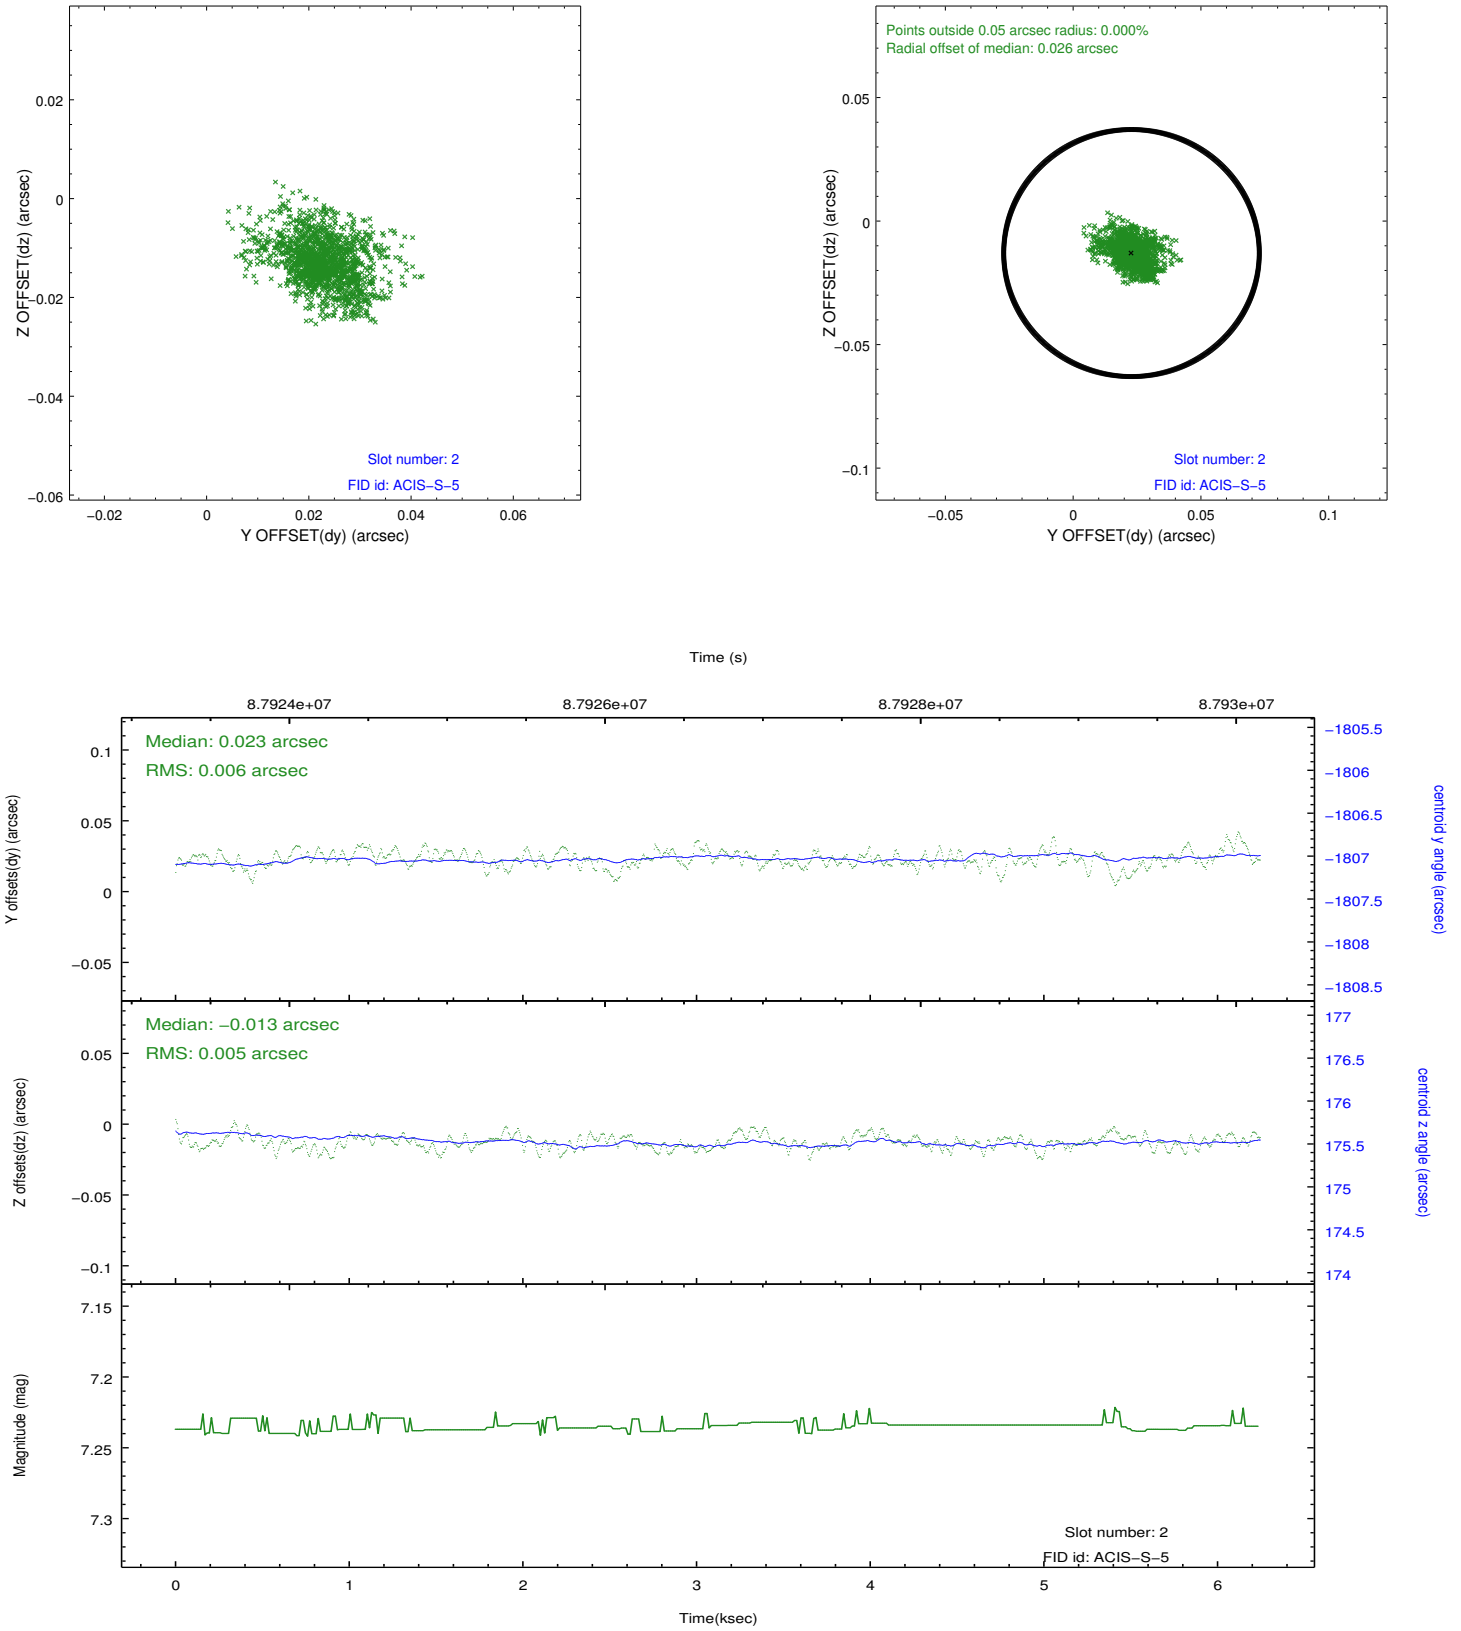 0.02
0
−0.02
−0.04
−0.06
Z OFFSET(dz) (arcsec)
Slot number: 2
FID id: ACIS−S−5
−0.02
0
0.02
0.04
0.06
Y OFFSET(dy) (arcsec)
Points outside 0.05 arcsec radius: 0.000%
Radial offset of median: 0.026 arcsec
0.05
0
−0.05
−0.1
Z OFFSET(dz) (arcsec)
Slot number: 2
FID id: ACIS−S−5
−0.05
0
0.05
0.1
Y OFFSET(dy) (arcsec)
Time (s)
8.7924e+07
8.7926e+07
8.7928e+07
8.793e+07
Median: 0.023 arcsec
RMS: 0.006 arcsec
0.1
0.05
0
−0.05
Y offsets(dy) (arcsec)
−1805.5
−1806
−1806.5
−1807
−1807.5
−1808
−1808.5
centroid y angle (arcsec)
Median: −0.013 arcsec
RMS: 0.005 arcsec
0.05
0
−0.05
−0.1
Z offsets(dz) (arcsec)
177
176.5
176
175.5
175
174.5
174
centroid z angle (arcsec)
7.15
7.2
7.25
7.3
Magnitude (mag)
Slot number: 2
FID id: ACIS−S−5
0
1
2
3
4
5
6
Time(ksec)